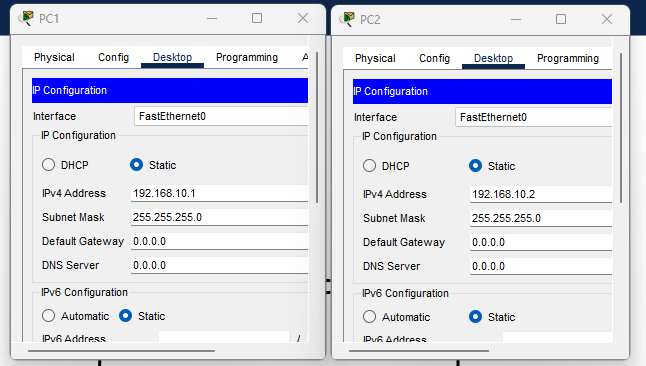 PC1
Physical Config Desktop Programming A
IP Configuration
Interface FastEthernet0
IP Configuration
DHCP Static
IPv4 Address 192.168.10.1
Subnet Mask 255.255.255.0
Default Gateway 0.0.0.0
DNS Server 0.0.0.0
IPv6 Configuration
Automatic Static
IPv6 Address /
PC2
Physical Config Desktop Programming
IP Configuration
Interface FastEthernet0
IP Configuration
DHCP Static
IPv4 Address 192.168.10.2
Subnet Mask 255.255.255.0
Default Gateway 0.0.0.0
DNS Server 0.0.0.0
IPv6 Configuration
Automatic Static
IPv6 Address